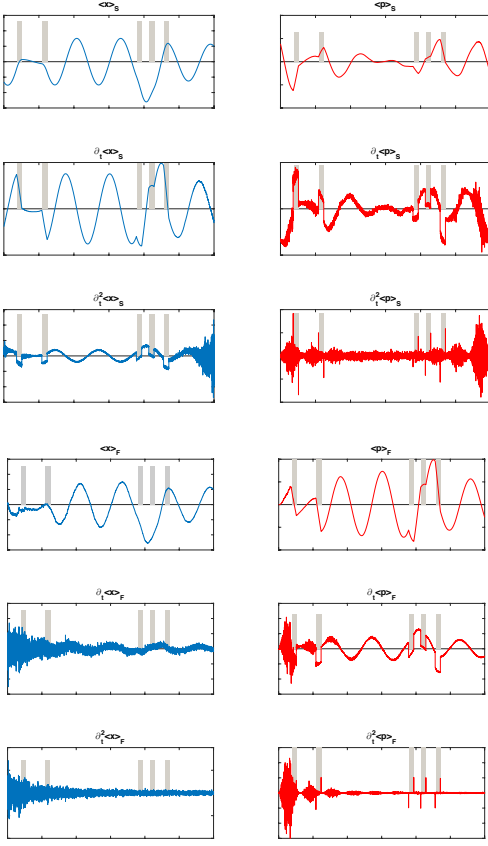 <x>S <p>S
∂t<x>S ∂t<p>S
∂t²<x>S ∂t²<p>S
<x>F <p>F
∂t<x>F ∂t<p>F
∂t²<x>F ∂t²<p>F